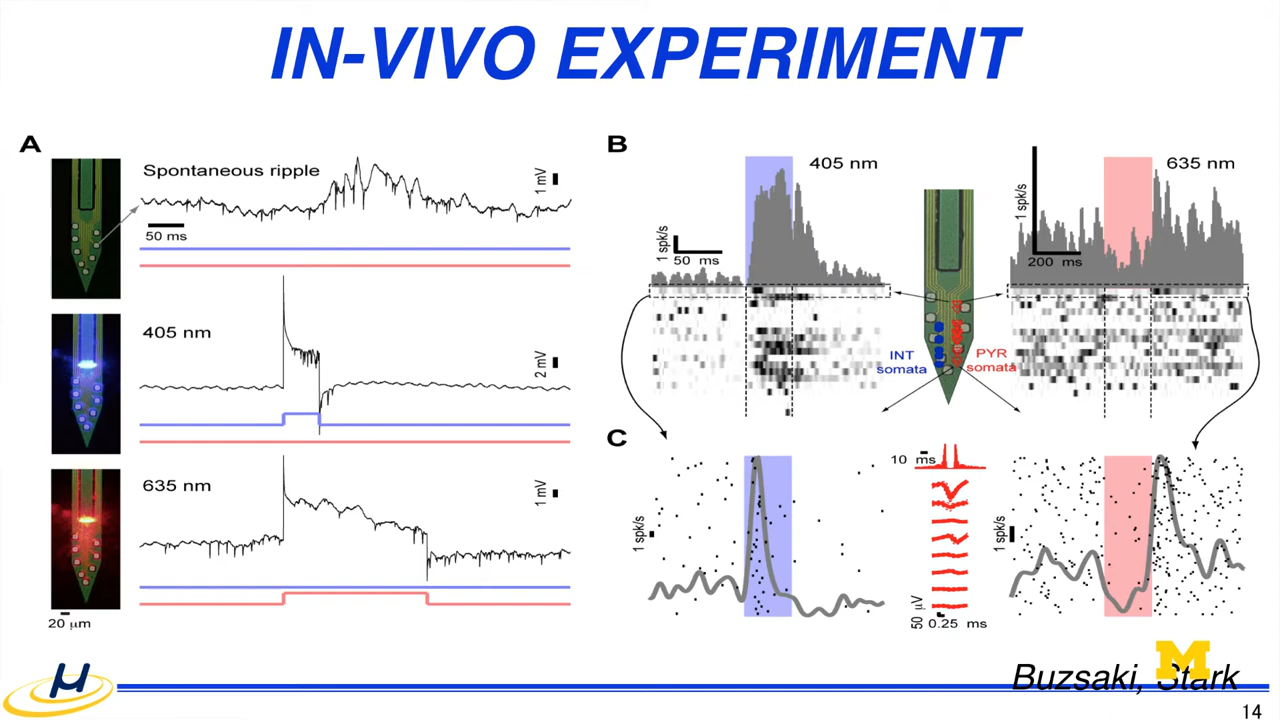 IN-VIVO EXPERIMENT
A
Spontaneous ripple
1 mV
50 ms
405 nm
2 mV
635 nm
1 mV
20 µm
B
405 nm
1 spk/s
50 ms
635 nm
1 spk/s
200 ms
INT
somata
PYR
somata
C
1 spk/s
10 ms
50 µV
0.25 ms
1 spk/s
µ
M
Buzsaki, Stark
14